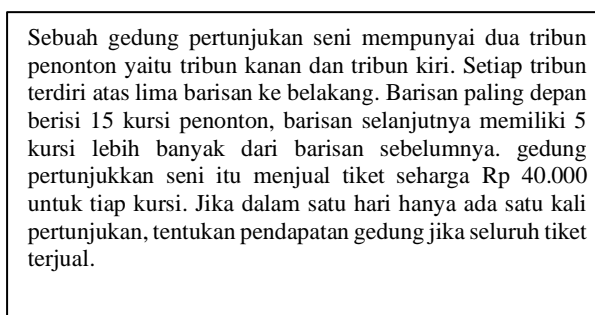 Sebuah gedung pertunjukan seni mempunyai dua tribun
penonton yaitu tribun kanan dan tribun kiri. Setiap tribun
terdiri atas lima barisan ke belakang. Barisan paling depan
berisi 15 kursi penonton, barisan selanjutnya memiliki 5
kursi lebih banyak dari barisan sebelumnya. gedung
pertunjukkan seni itu menjual tiket seharga Rp 40.000
untuk tiap kursi. Jika dalam satu hari hanya ada satu kali
pertunjukan, tentukan pendapatan gedung jika seluruh tiket
terjual.